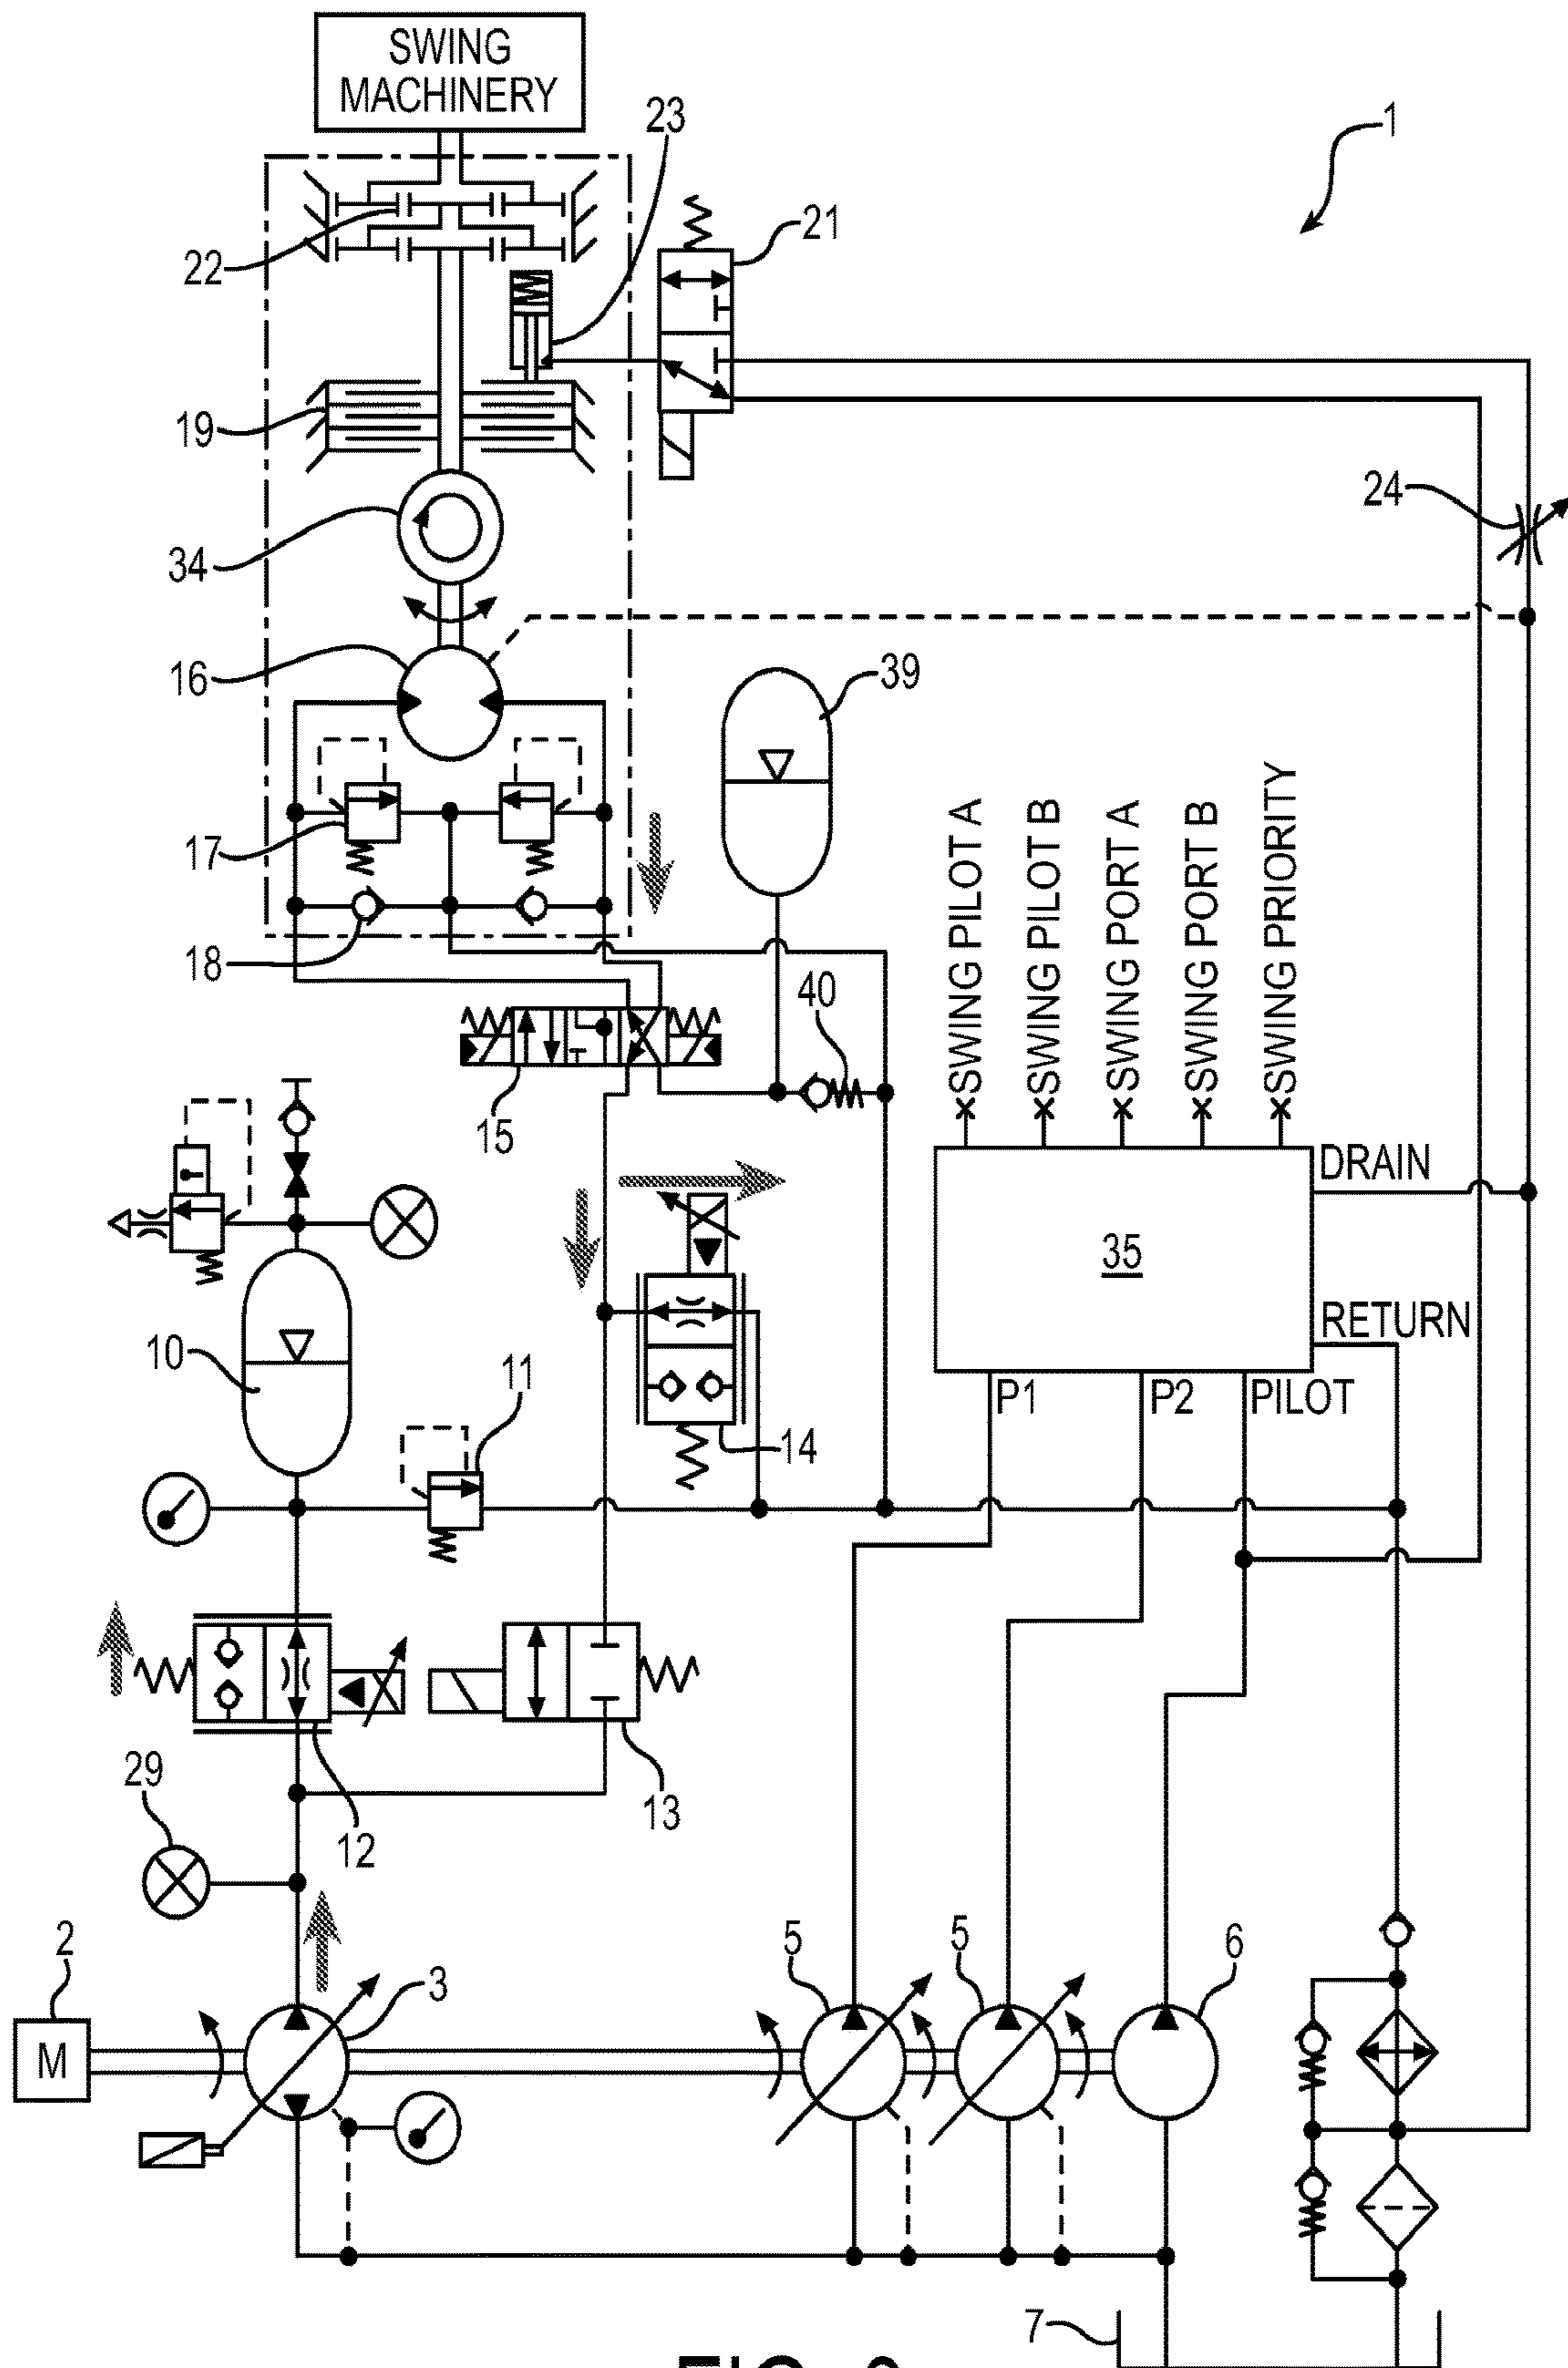 SWING
MACHINERY
23
1
21
22
19
24
34
16
39
17
SWING PILOT A
SWING PILOT B
SWING PORT A
SWING PORT B
SWING PRIORITY
18
40
15
DRAIN
35
RETURN
10
11
P1
P2
PILOT
14
29
12
13
2
3
5
5
6
M
7